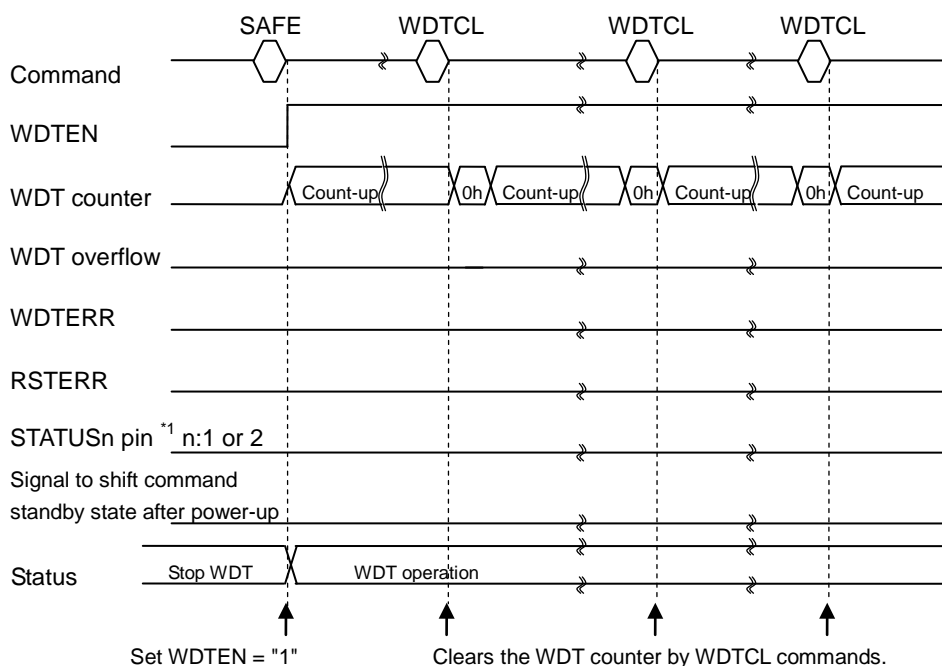 SAFE WDTCL WDTCL WDTCL
Command
WDTEN
WDT counter Count-up 0h Count-up 0h Count-up 0h Count-up
WDT overflow
WDTERR
RSTERR
STATUSn pin *1 n:1 or 2
Signal to shift command
standby state after power-up
Status Stop WDT WDT operation
Set WDTEN = "1" Clears the WDT counter by WDTCL commands.